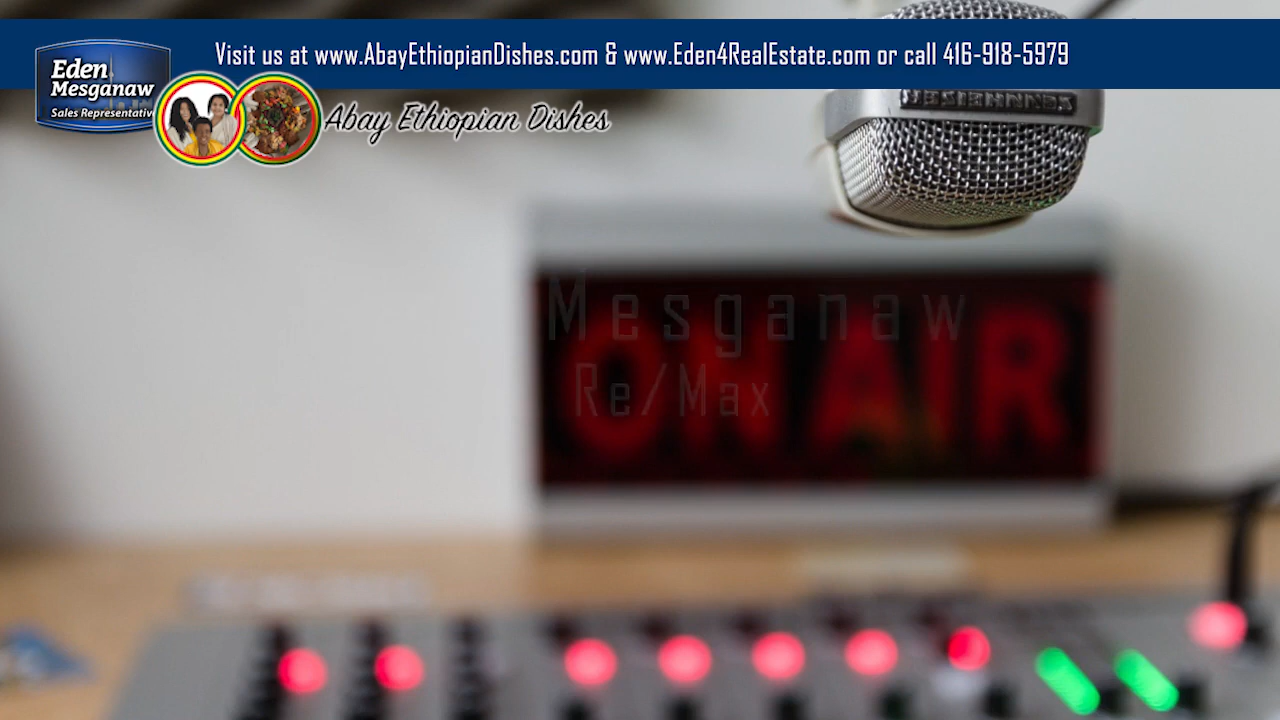 Visit us at www.AbayEthiopianDishes.com & www.Eden4RealEstate.com or call 416-918-5979
Eden
Mesganaw
Sales Representative
Abay Ethiopian Dishes
Mesganaw
Re/Max
ON AIR